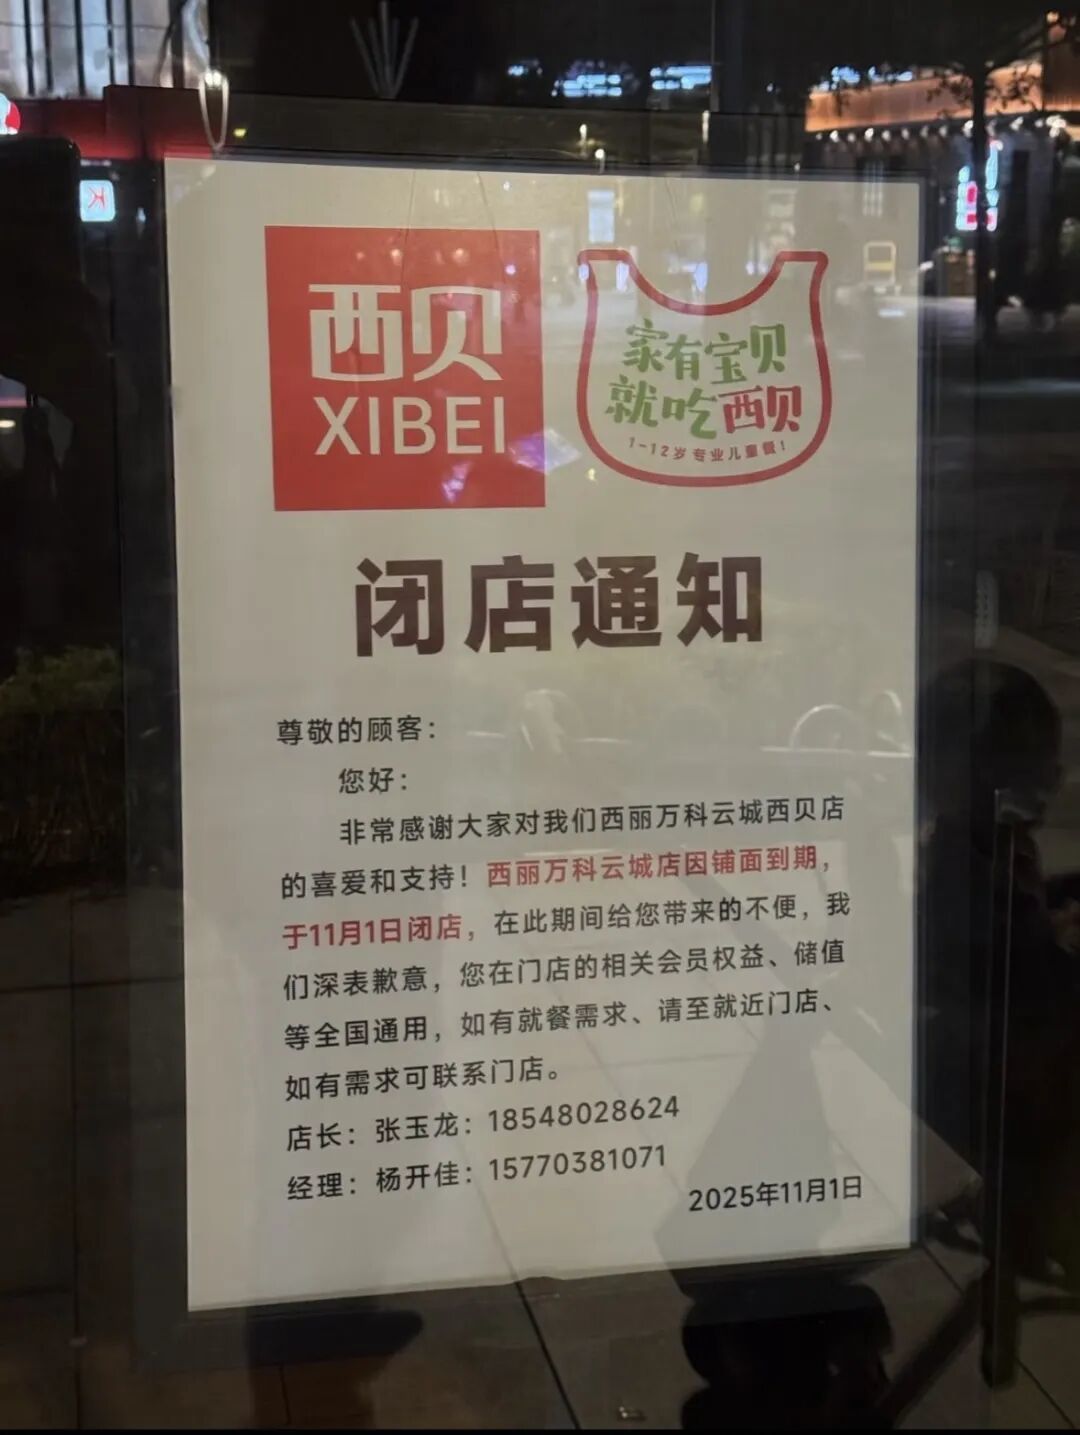 西贝
XIBEI
家有宝贝
就吃西贝
1-12岁专业儿童餐！
闭店通知
尊敬的顾客：
您好：
非常感谢大家对我们西丽万科云城西贝店
的喜爱和支持！西丽万科云城店因铺面到期，
于11月1日闭店，在此期间给您带来的不便，我
们深表歉意，您在门店的相关会员权益、储值
等全国通用，如有就餐需求、请至就近门店、
如有需求可联系门店。
店长：张玉龙：18548028624
经理：杨开佳：15770381071
2025年11月1日